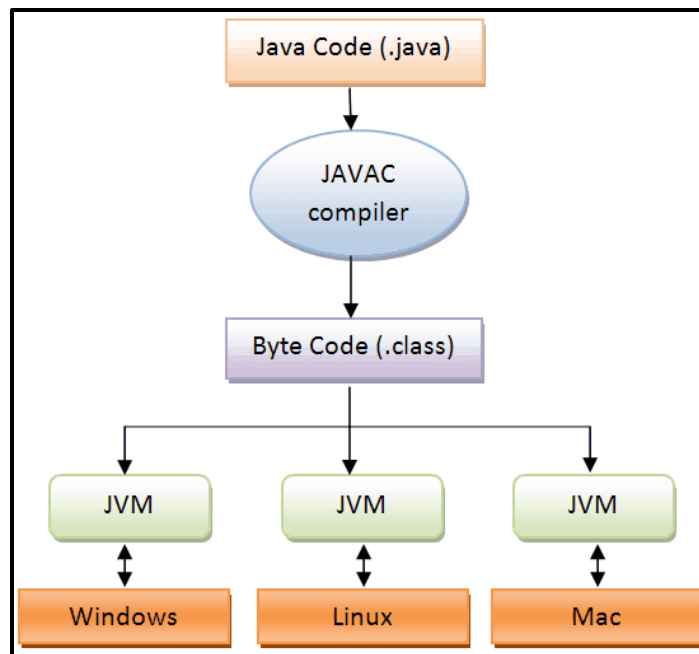 Java Code (.java)
JAVAC
compiler
Byte Code (.class)
JVM
JVM
JVM
Windows
Linux
Mac